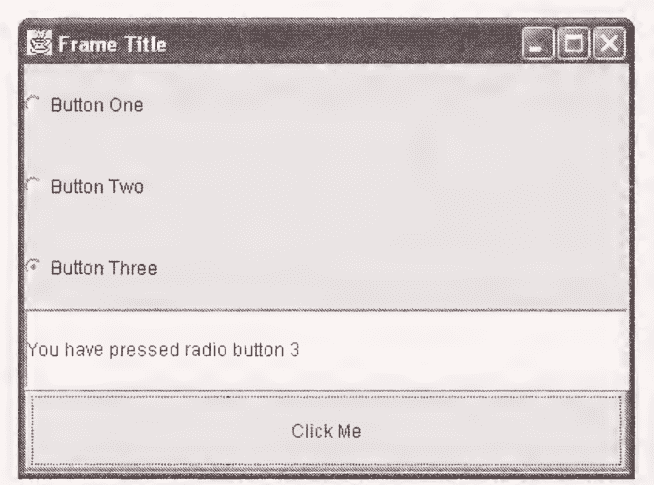 Frame Title
Button One
Button Two
Button Three
You have pressed radio button 3
Click Me